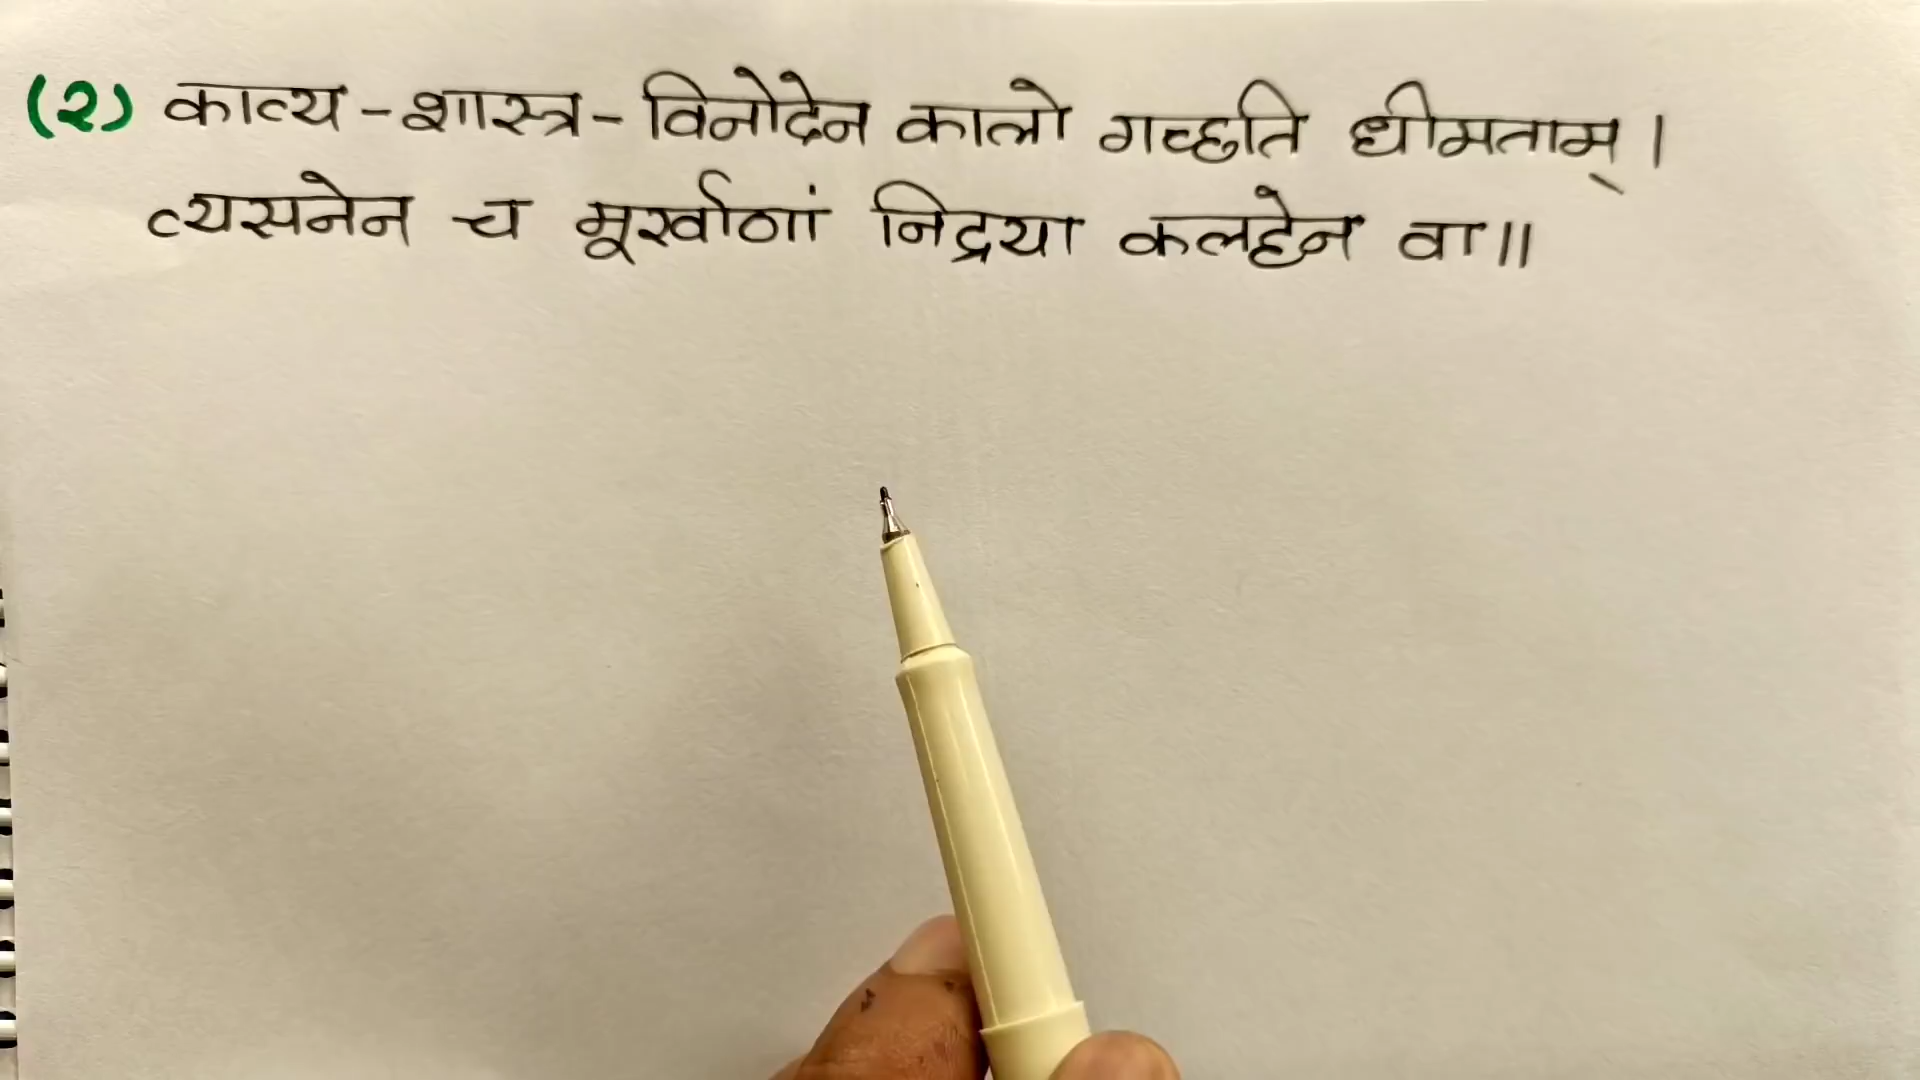 (२) काव्य - शास्त्र - विनोदेन कालो गच्छति धीमताम् ।
व्यसनेन च मूर्खाणां निद्रया कलहेन वा ॥